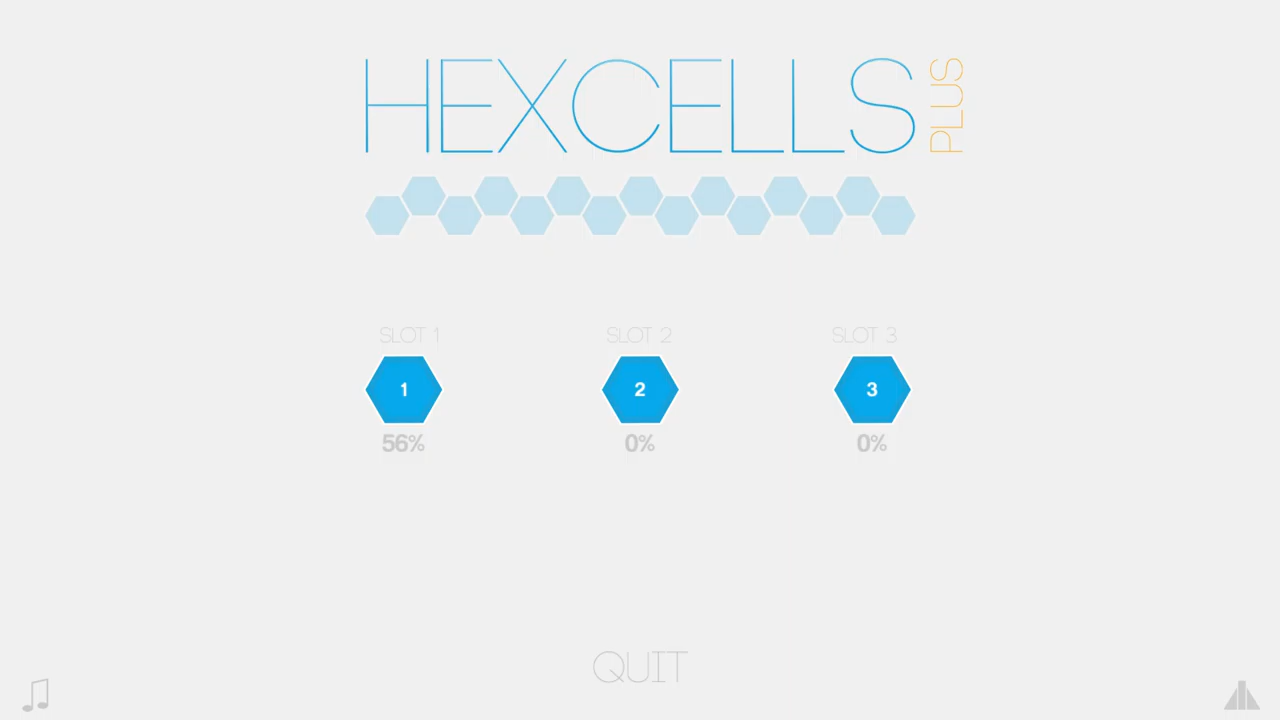 HEXCELLS PLUS
SLOT 1 SLOT 2 SLOT 3
1 2 3
56% 0% 0%
QUIT